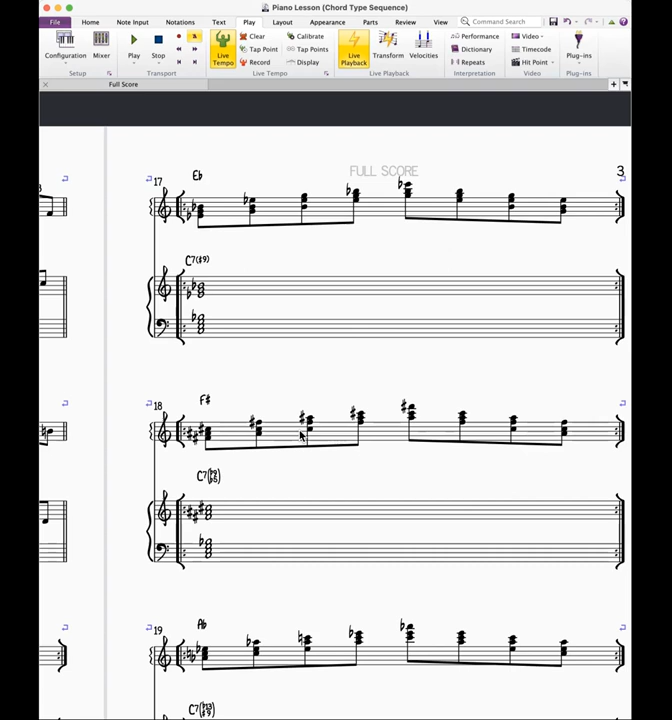 Piano Lesson (Chord Type Sequence)
File Home Note Input Notations Text Play Layout Appearance Parts Review View Command Search
Configuration Mixer Play Stop Live Tempo Clear Tap Point Record Calibrate Tap Points Display Live Playback Transform Velocities Performance Dictionary Repeats Video Timecode Hit Point Plug-ins
Setup Transport Live Tempo Live Playback Interpretation Video Plug-ins
Full Score
FULL SCORE 3
17 E♭
C7(♯9)
18 F♯
C7(♭9♭5)
19 A♭